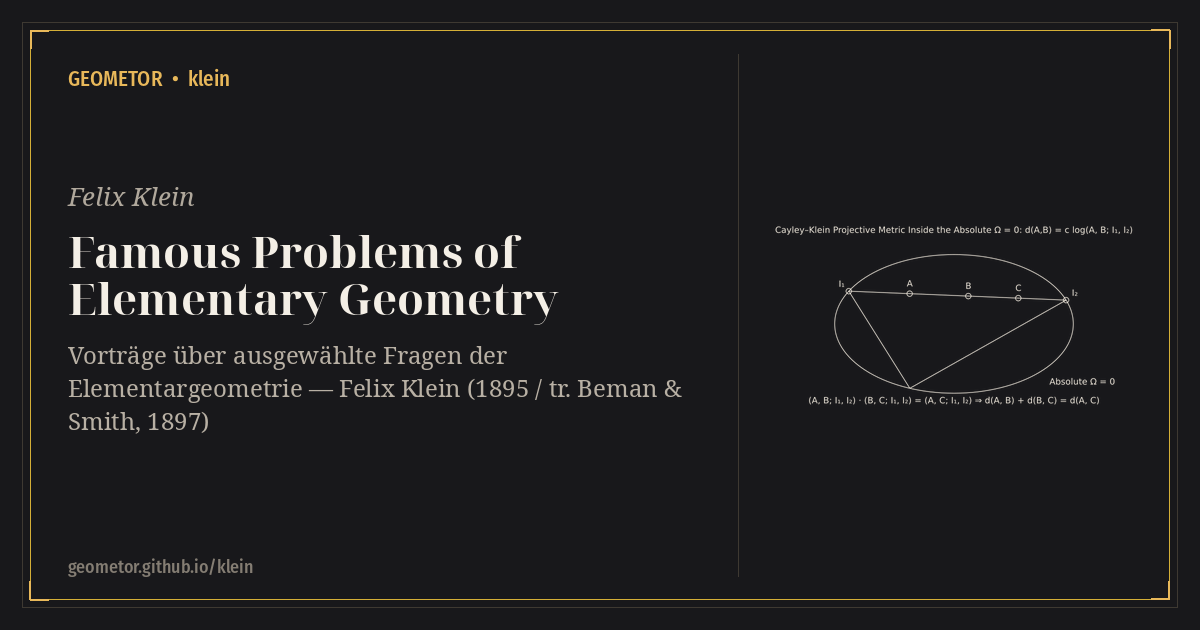 GEOMETOR • klein
Felix Klein
Famous Problems of
Elementary Geometry
Vorträge über ausgewählte Fragen der
Elementargeometrie — Felix Klein (1895 / tr. Beman &
Smith, 1897)
geometor.github.io/klein
Cayley–Klein Projective Metric Inside the Absolute Ω = 0: d(A,B) = c log(A, B; I₁, I₂)
I₁
A
B
C
I₂
Absolute Ω = 0
(A, B; I₁, I₂) · (B, C; I₁, I₂) = (A, C; I₁, I₂) ⇒ d(A, B) + d(B, C) = d(A, C)